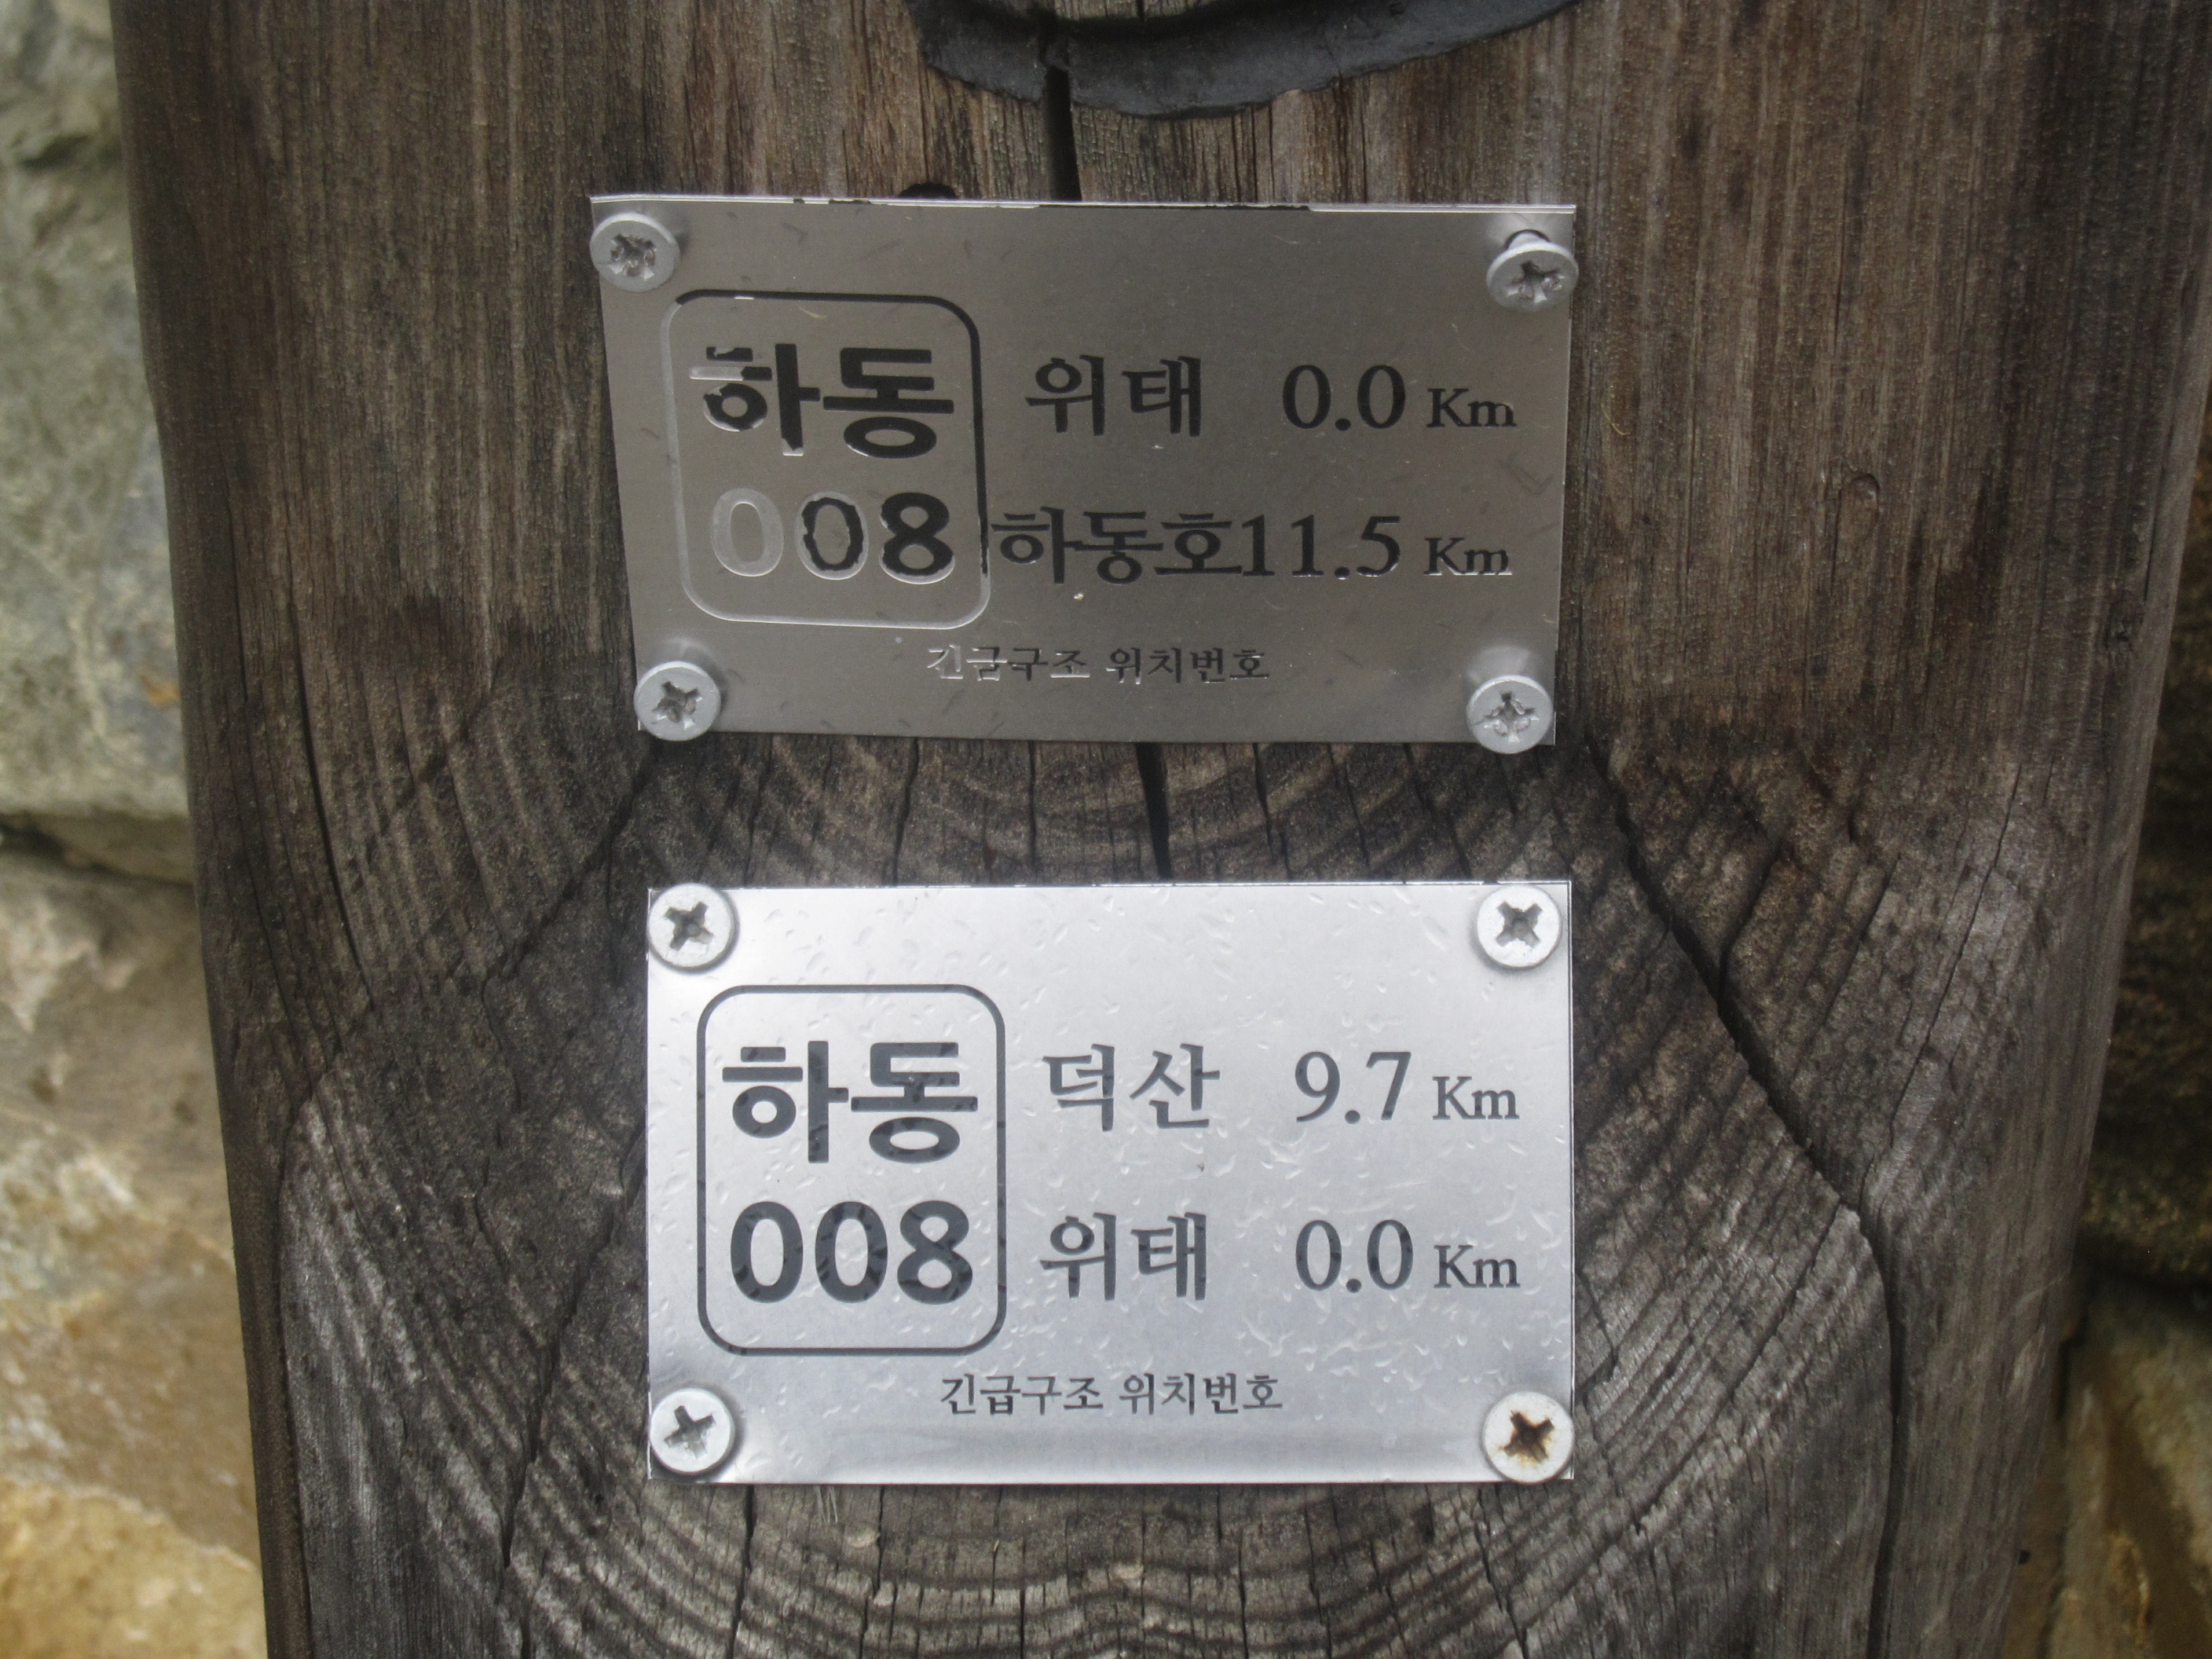 하동 위태 0.0 Km
008 하동호11.5 Km
긴급구조 위치번호
하동 덕산 9.7 Km
008 위태 0.0 Km
긴급구조 위치번호